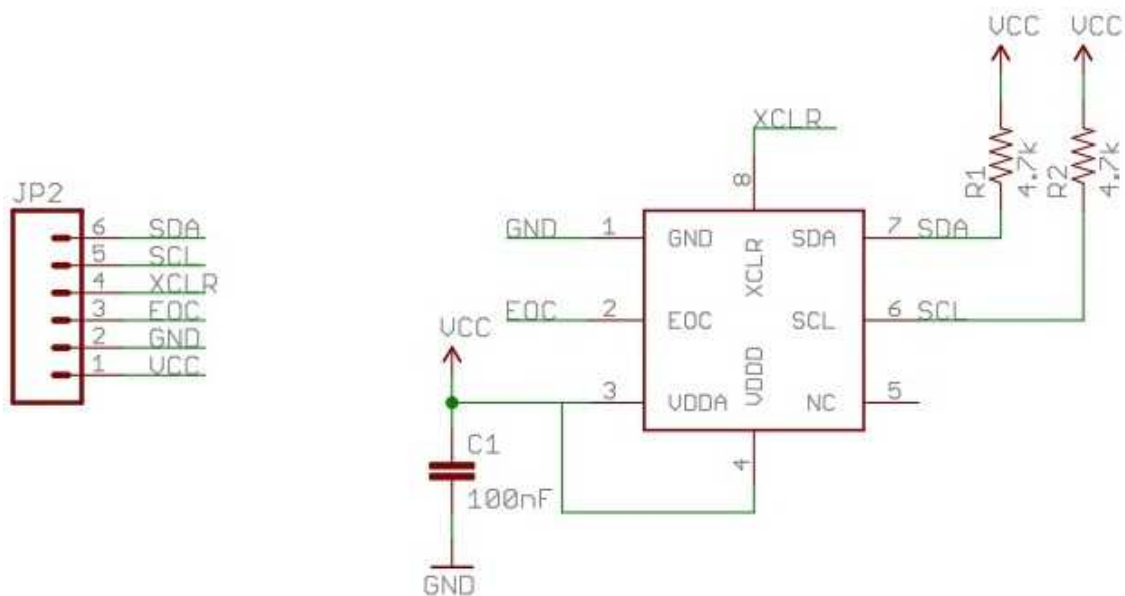 VCC VCC
XCLR
R1 4.7k R2 4.7k
JP2
6 SDA
5 SCL
4 XCLR
3 EOC
2 GND
1 VCC
8
GND 1 GND XCLR SDA 7 SDA
EOC 2 EOC SCL 6 SCL
VCC
3 VDDA VDDD NC 5
4
C1
100nF
GND